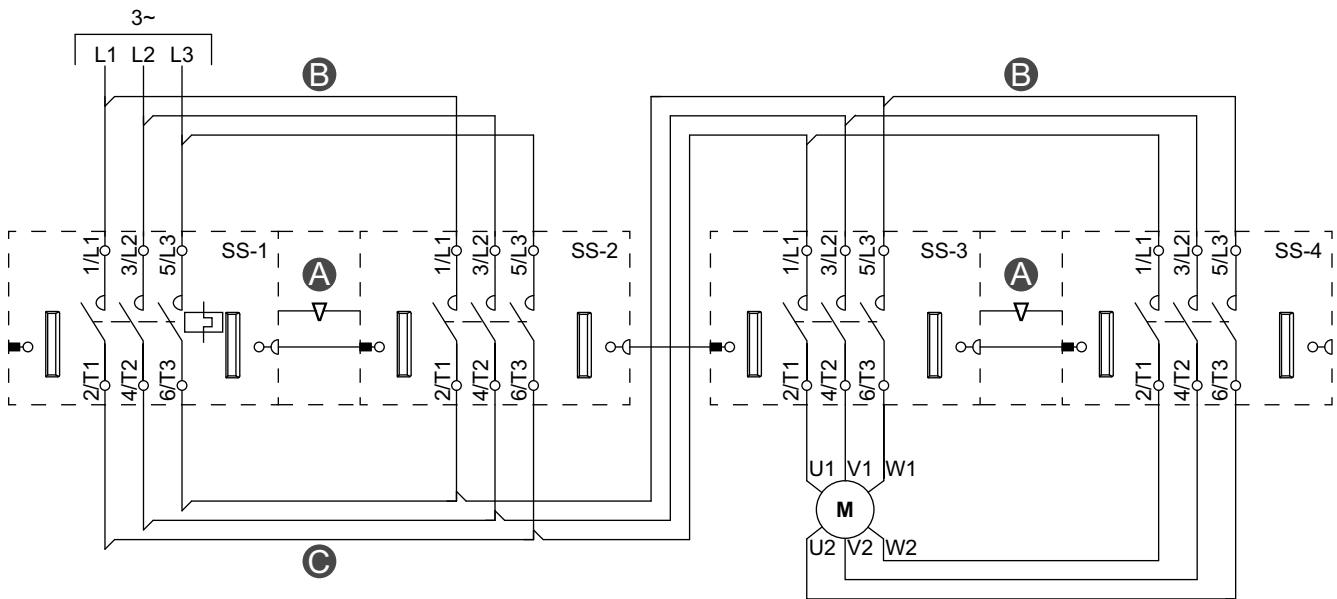 3~
L1 L2 L3
B B
1/L1 3/L2 5/L3 SS-1 A 1/L1 3/L2 5/L3 SS-2 1/L1 3/L2 5/L3 SS-3 A 1/L1 3/L2 5/L3 SS-4
2/T1 4/T2 6/T3 2/T1 4/T2 6/T3 2/T1 4/T2 6/T3 2/T1 4/T2 6/T3
U1 V1 W1
M
U2 V2 W2
C